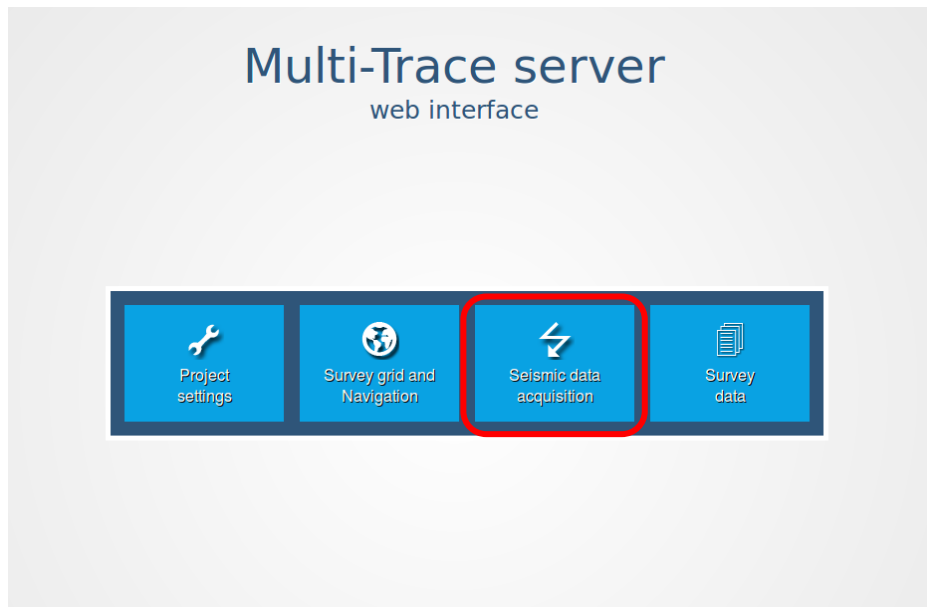 Multi-Trace server
web interface
Project
settings
Survey grid and
Navigation
Seismic data
acquisition
Survey
data